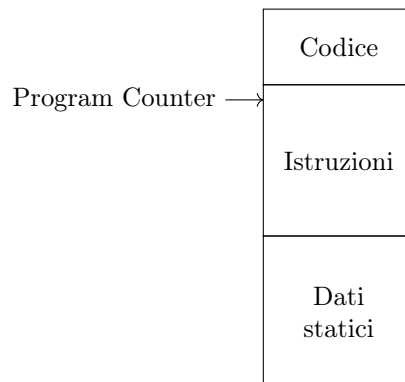 Codice
Program Counter
Istruzioni
Dati
statici